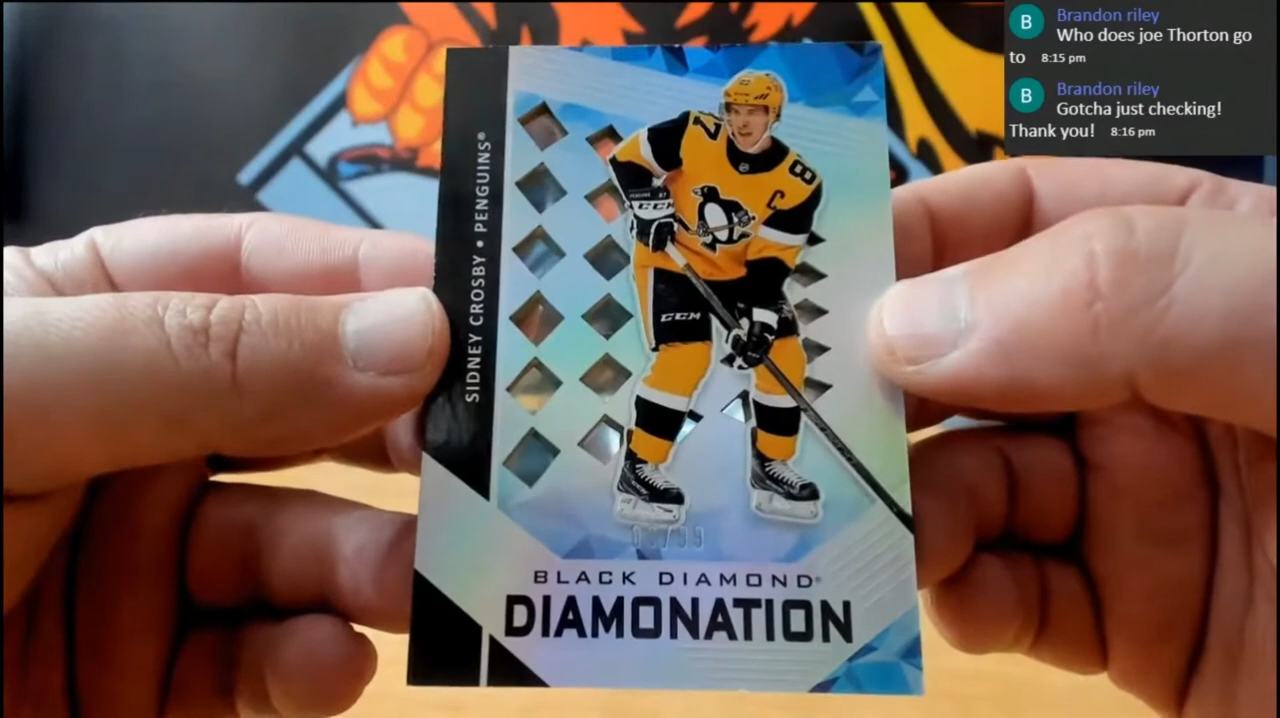 B
Brandon riley
Who does joe Thorton go
to 8:15 pm
B
Brandon riley
Gotcha just checking!
Thank you! 8:16 pm
SIDNEY CROSBY • PENGUINS®
87
C
CCM
CCM
BLACK DIAMOND®
DIAMONATION